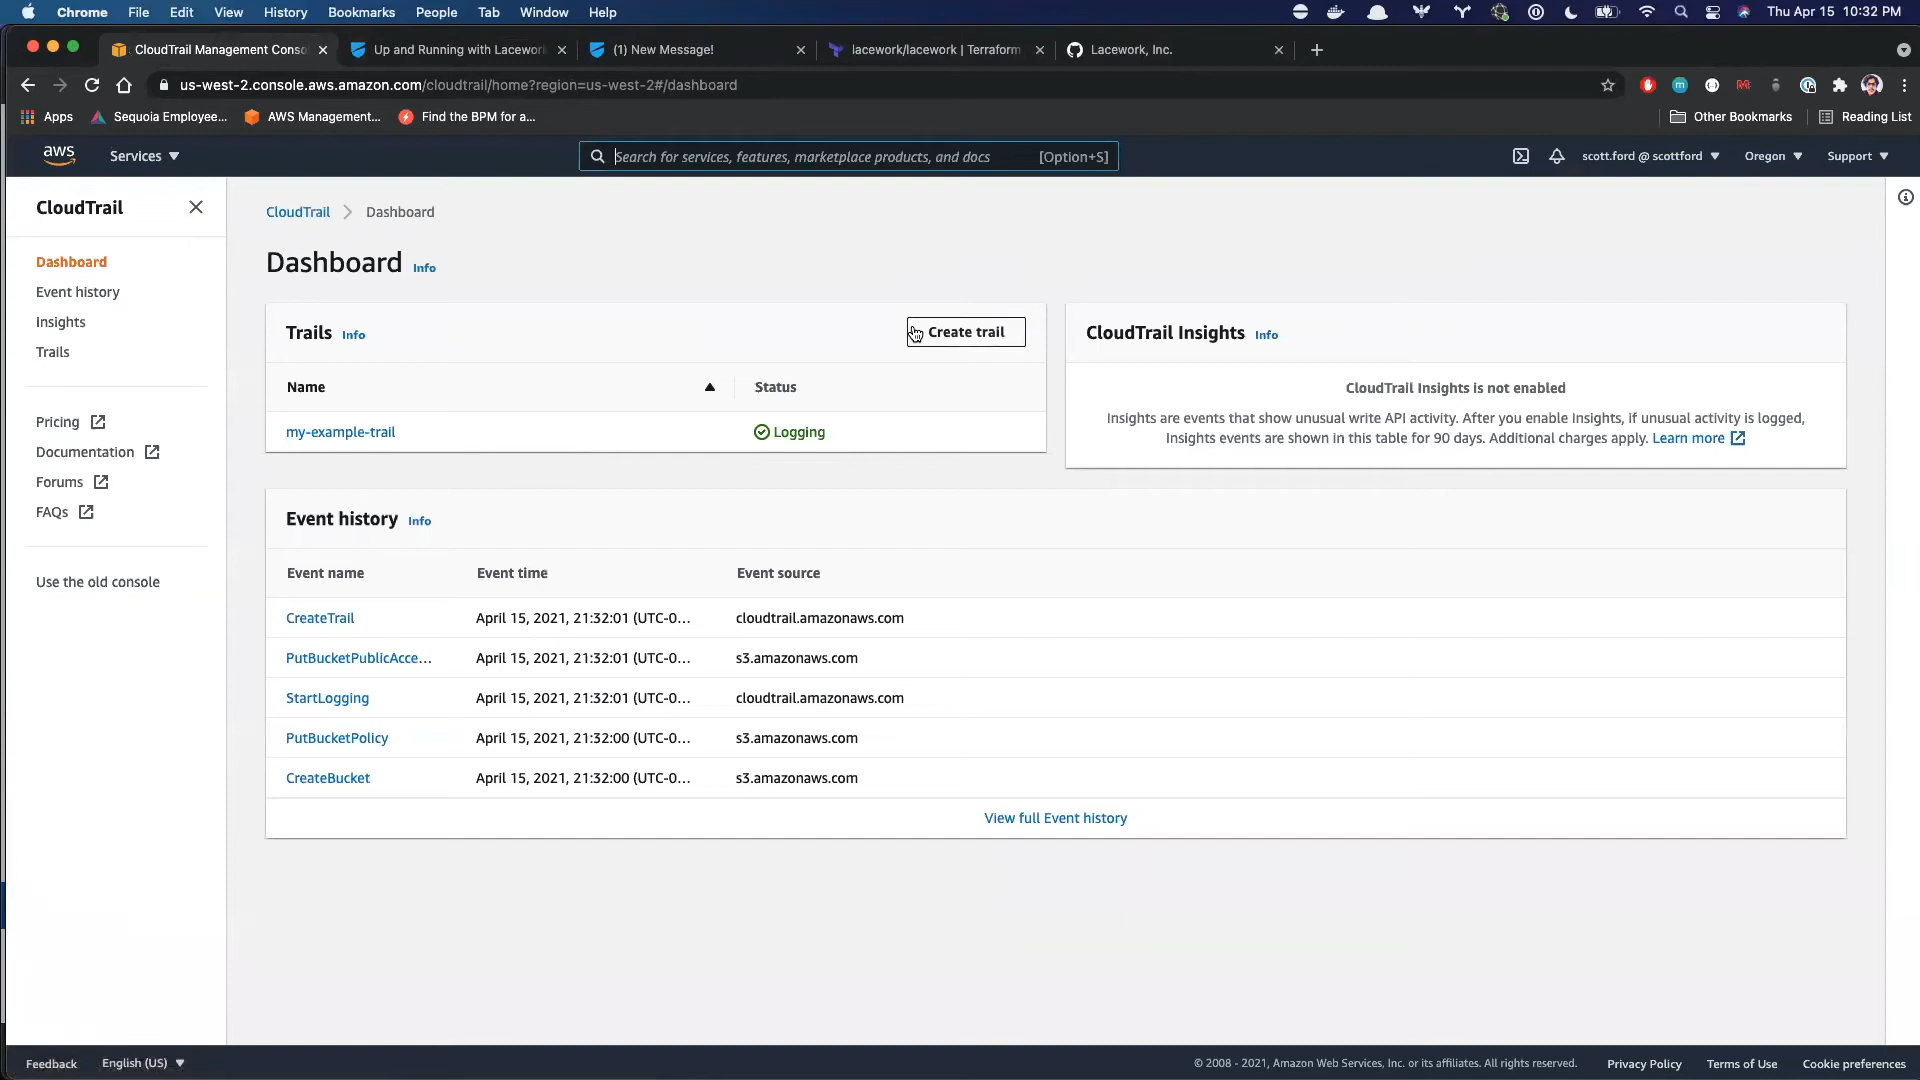 Chrome File Edit View History Bookmarks People Tab Window Help Thu Apr 15 10:32 PM
CloudTrail Management Conso Up and Running with Lacewor (1) New Message! lacework/lacework | Terraform Lacework, Inc.
us-west-2.console.aws.amazon.com/cloudtrail/home?region=us-west-2#/dashboard
Apps Sequoia Employee... AWS Management... Find the BPM for a... Other Bookmarks Reading List
aws Services Search for services, features, marketplace products, and docs [Option+S] scott.ford @ scottford Oregon Support
CloudTrail
Dashboard
Event history
Insights
Trails
Pricing
Documentation
Forums
FAQs
Use the old console
CloudTrail Dashboard
Dashboard Info
Trails Info Create trail
Name Status
my-example-trail Logging
CloudTrail Insights Info
CloudTrail Insights is not enabled
Insights are events that show unusual write API activity. After you enable Insights, if unusual activity is logged,
Insights events are shown in this table for 90 days. Additional charges apply. Learn more
Event history Info
Event name Event time Event source
CreateTrail April 15, 2021, 21:32:01 (UTC-0... cloudtrail.amazonaws.com
PutBucketPublicAcce... April 15, 2021, 21:32:01 (UTC-0... s3.amazonaws.com
StartLogging April 15, 2021, 21:32:01 (UTC-0... cloudtrail.amazonaws.com
PutBucketPolicy April 15, 2021, 21:32:00 (UTC-0... s3.amazonaws.com
CreateBucket April 15, 2021, 21:32:00 (UTC-0... s3.amazonaws.com
View full Event history
Feedback English (US) © 2008 - 2021, Amazon Web Services, Inc. or its affiliates. All rights reserved. Privacy Policy Terms of Use Cookie preferences